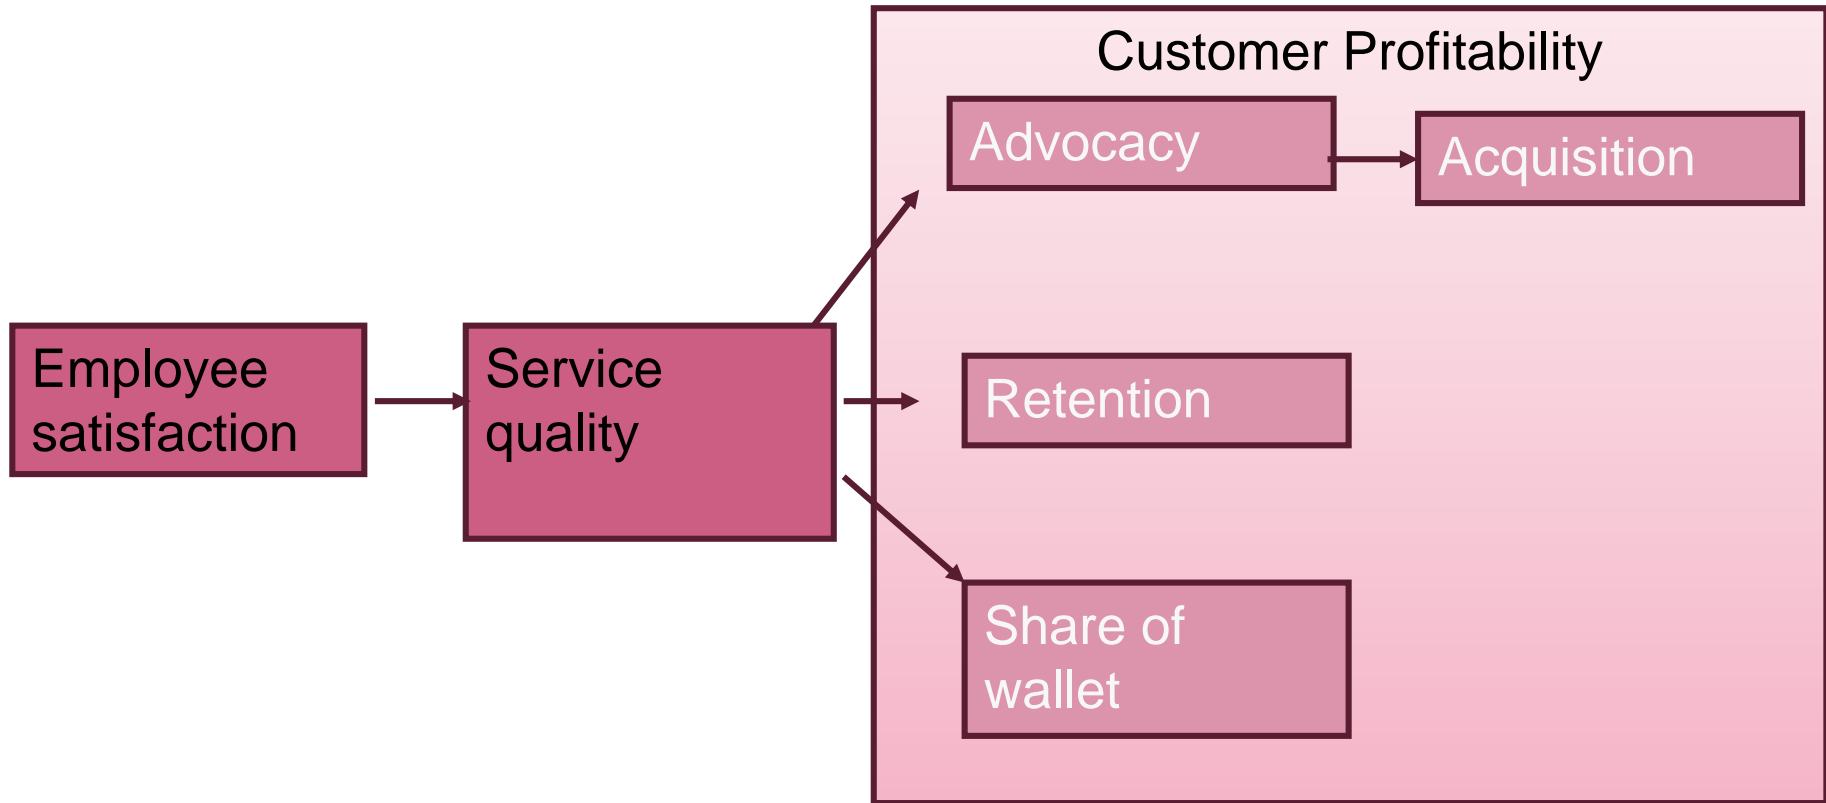 Customer Profitability
Advocacy
Acquisition
Employee
satisfaction
Service
quality
Retention
Share of
wallet